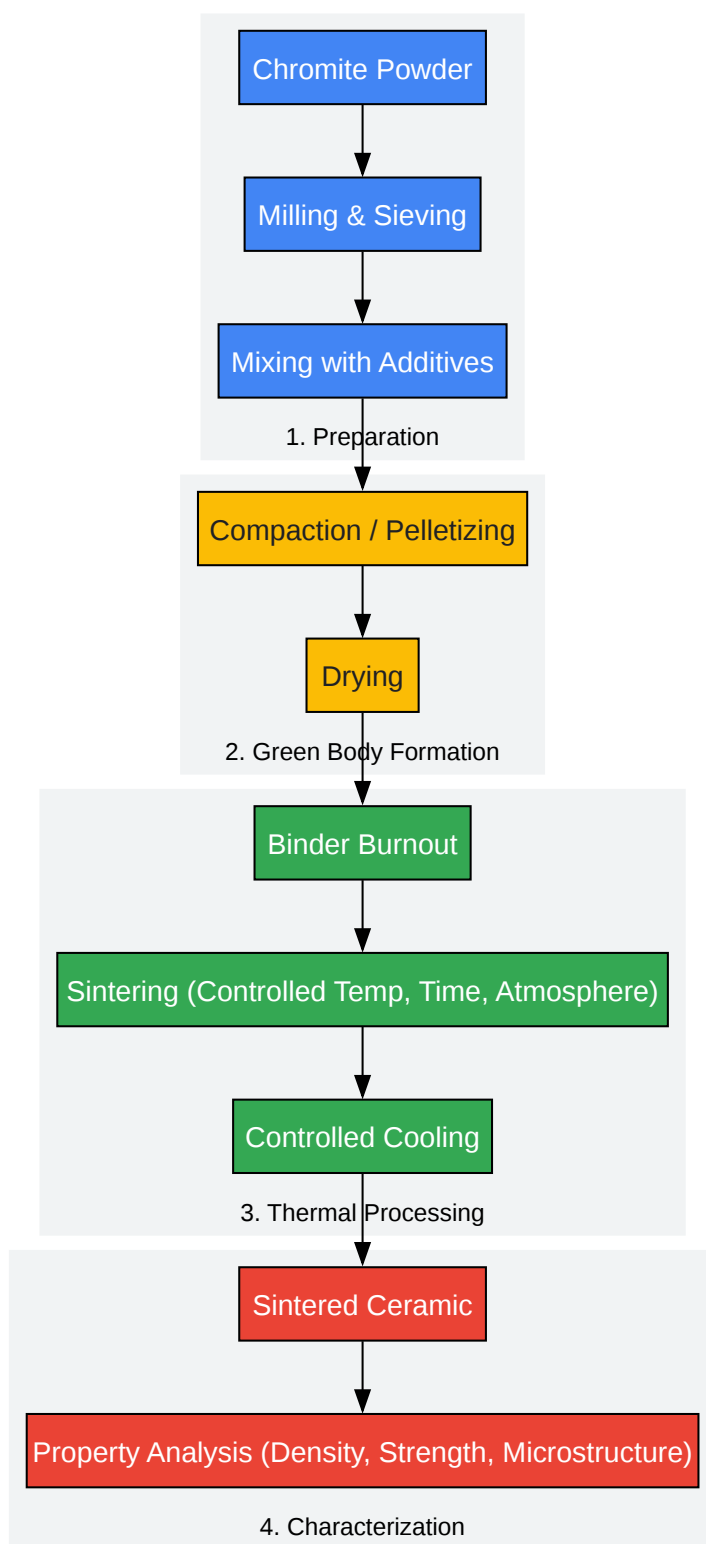 Chromite Powder
Milling & Sieving
Mixing with Additives
1. Preparation
Compaction / Pelletizing
Drying
2. Green Body Formation
Binder Burnout
Sintering (Controlled Temp, Time, Atmosphere)
Controlled Cooling
3. Thermal Processing
Sintered Ceramic
Property Analysis (Density, Strength, Microstructure)
4. Characterization